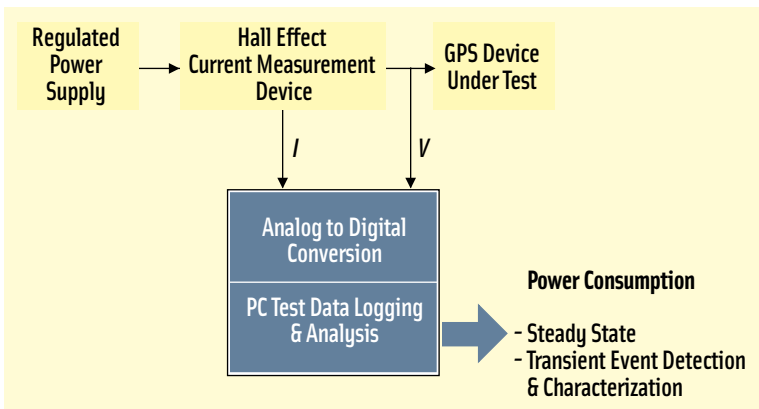 Regulated
Power
Supply
Hall Effect
Current Measurement
Device
GPS Device
Under Test
I
V
Analog to Digital
Conversion
PC Test Data Logging
& Analysis
Power Consumption
- Steady State
- Transient Event Detection
& Characterization